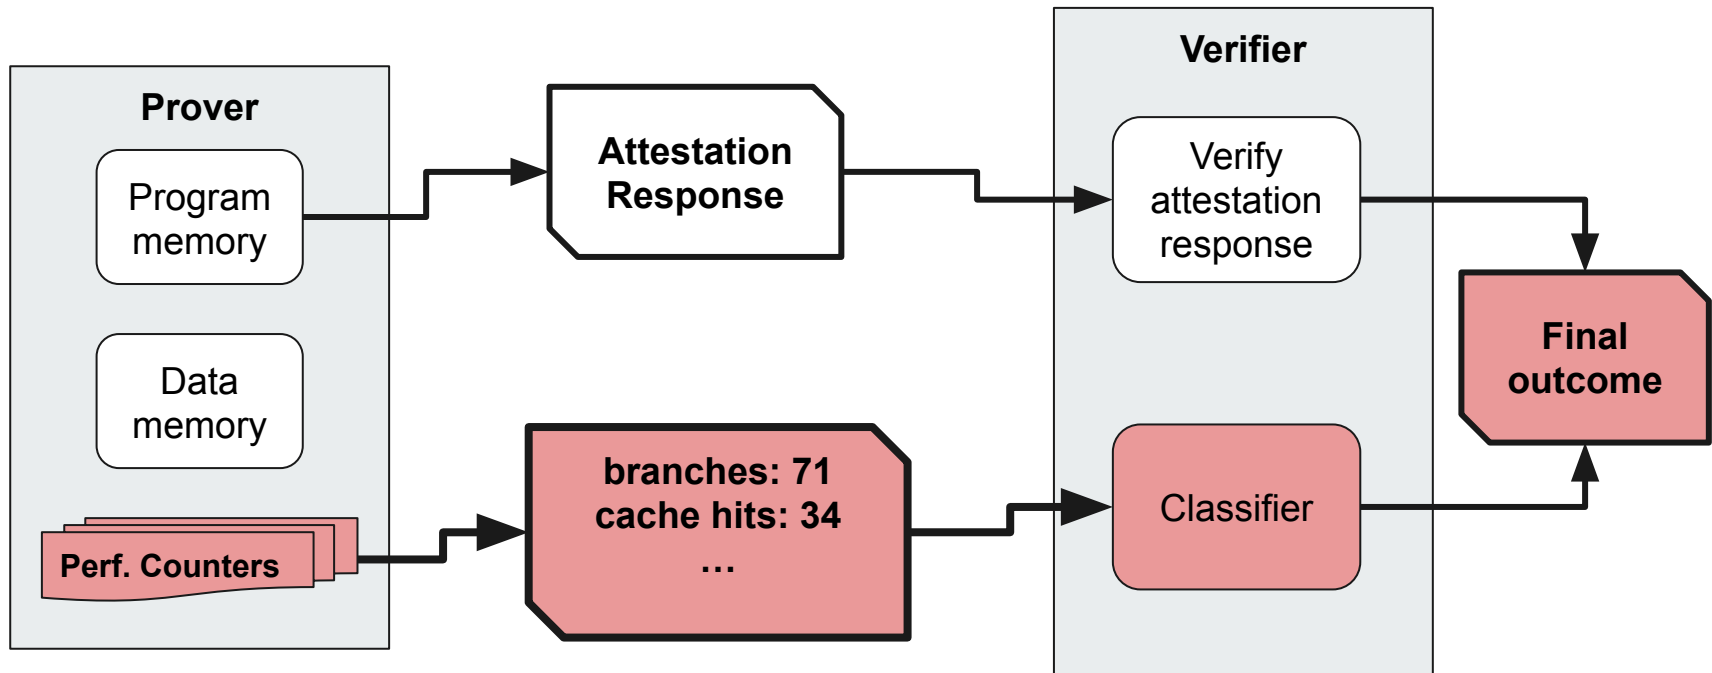 Prover
Program
memory
Data
memory
Perf. Counters
Attestation
Response
branches: 71
cache hits: 34
...
Verifier
Verify
attestation
response
Classifier
Final
outcome